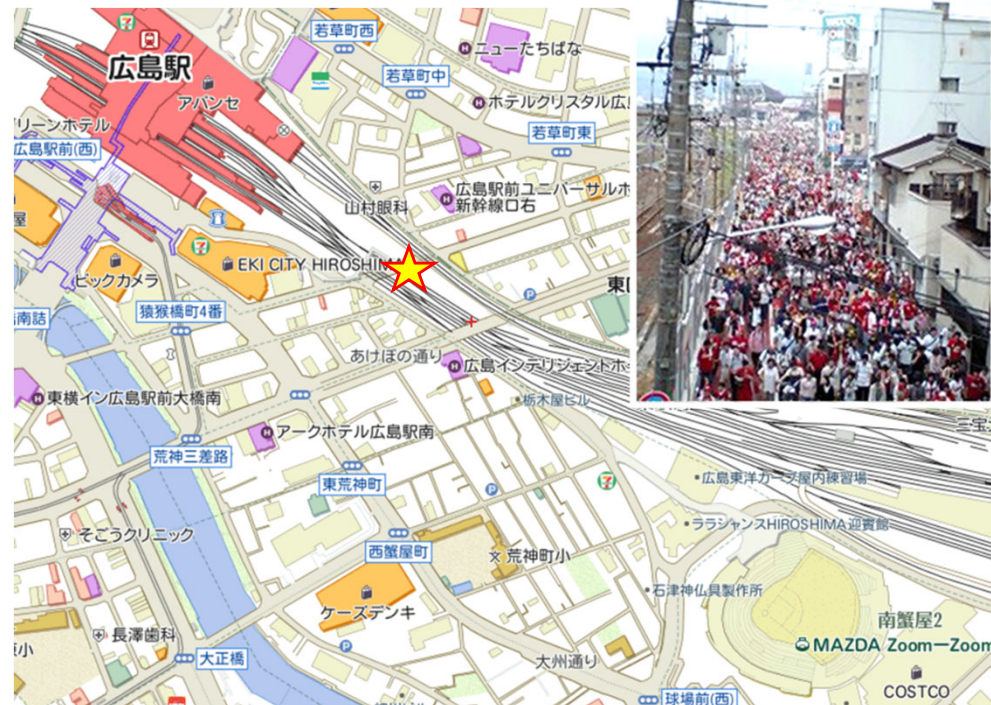 広島駅
アバンセ
若草町西
ニューたちばな
若草町中
ホテルクリスタル広
若草町東
リーンホテル
広島駅前(西)
山村眼科
広島駅前ユニバーサルホ
新幹線口右
屋
ビックカメラ
EKI CITY HIROSHIMA
猿猴橋町4番
南詰
あけぼの通り
広島インテリジェントホ
栃木屋ビル
東横イン広島駅前大橋南
アークホテル広島駅南
荒神三差路
東荒神町
広島東洋カープ屋内練習場
ララシャンスHIROSHIMA迎賓館
そごうクリニック
西蟹屋町
荒神町小
石津神仏具製作所
ケーズデンキ
南蟹屋2
長澤歯科
小
MAZDA Zoom-Zoom
大正橋
大州通り
COSTCO
球場前(西)